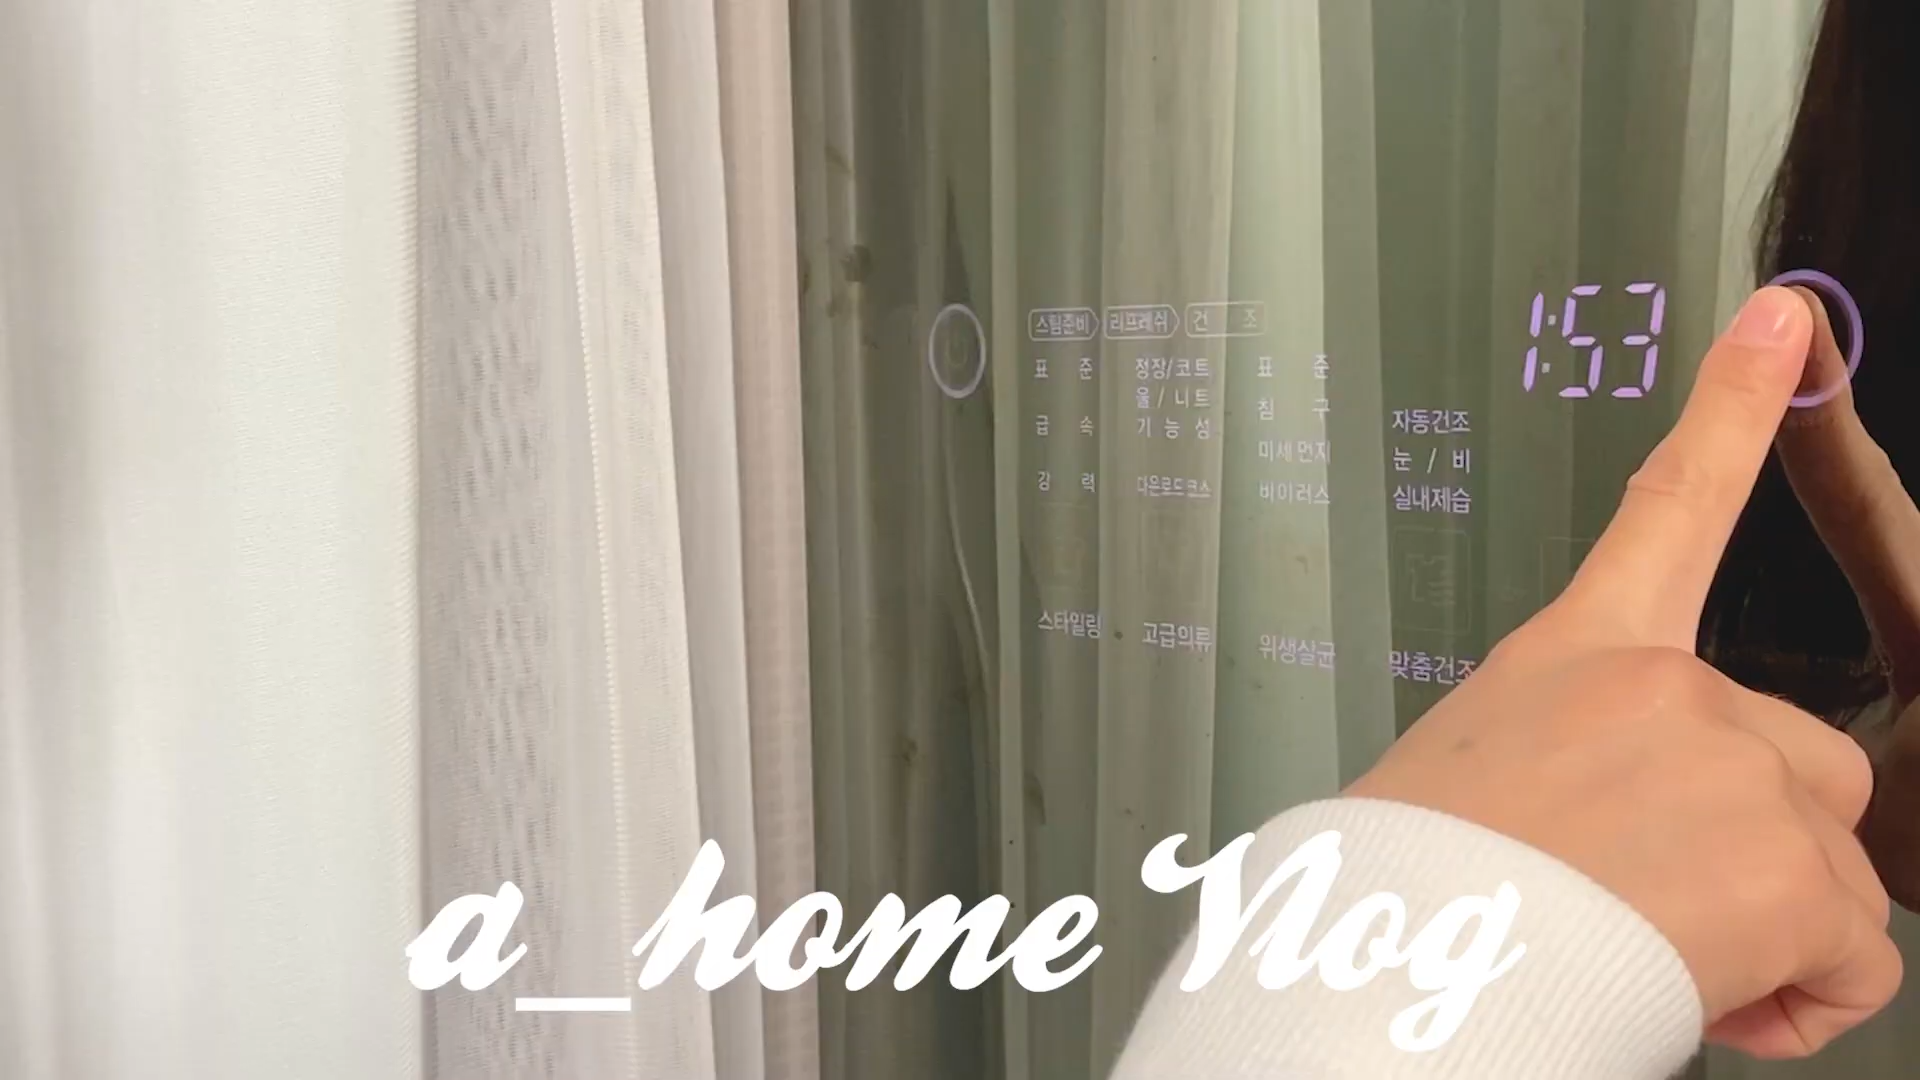 스팀준비 리프레쉬 건 조
표 준 정장/코트 표 준
울 / 니트 침 구
급 속 기 능 성 자동건조
미세먼지 눈 / 비
강 력 다운로드코스 비이러스 실내제습
1:53
스타일링 고급의류 위생살균 맞춤건조
a_home Vlog